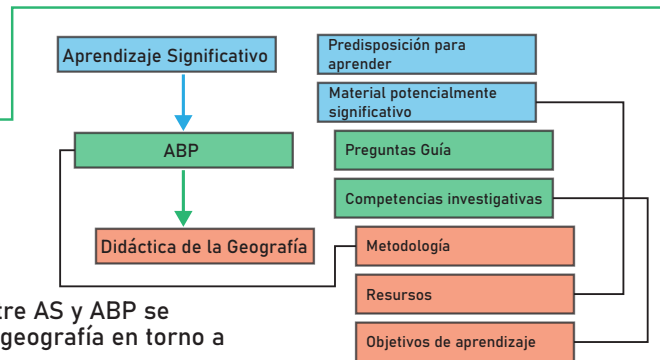 Aprendizaje Significativo
ABP
Didáctica de la Geografía
Predisposición para
aprender
Material potencialmente
significativo
Preguntas Guía
Competencias investigativas
Metodología
Resursos
Objetivos de aprendizaje
tre AS y ABP se
geografía en torno a